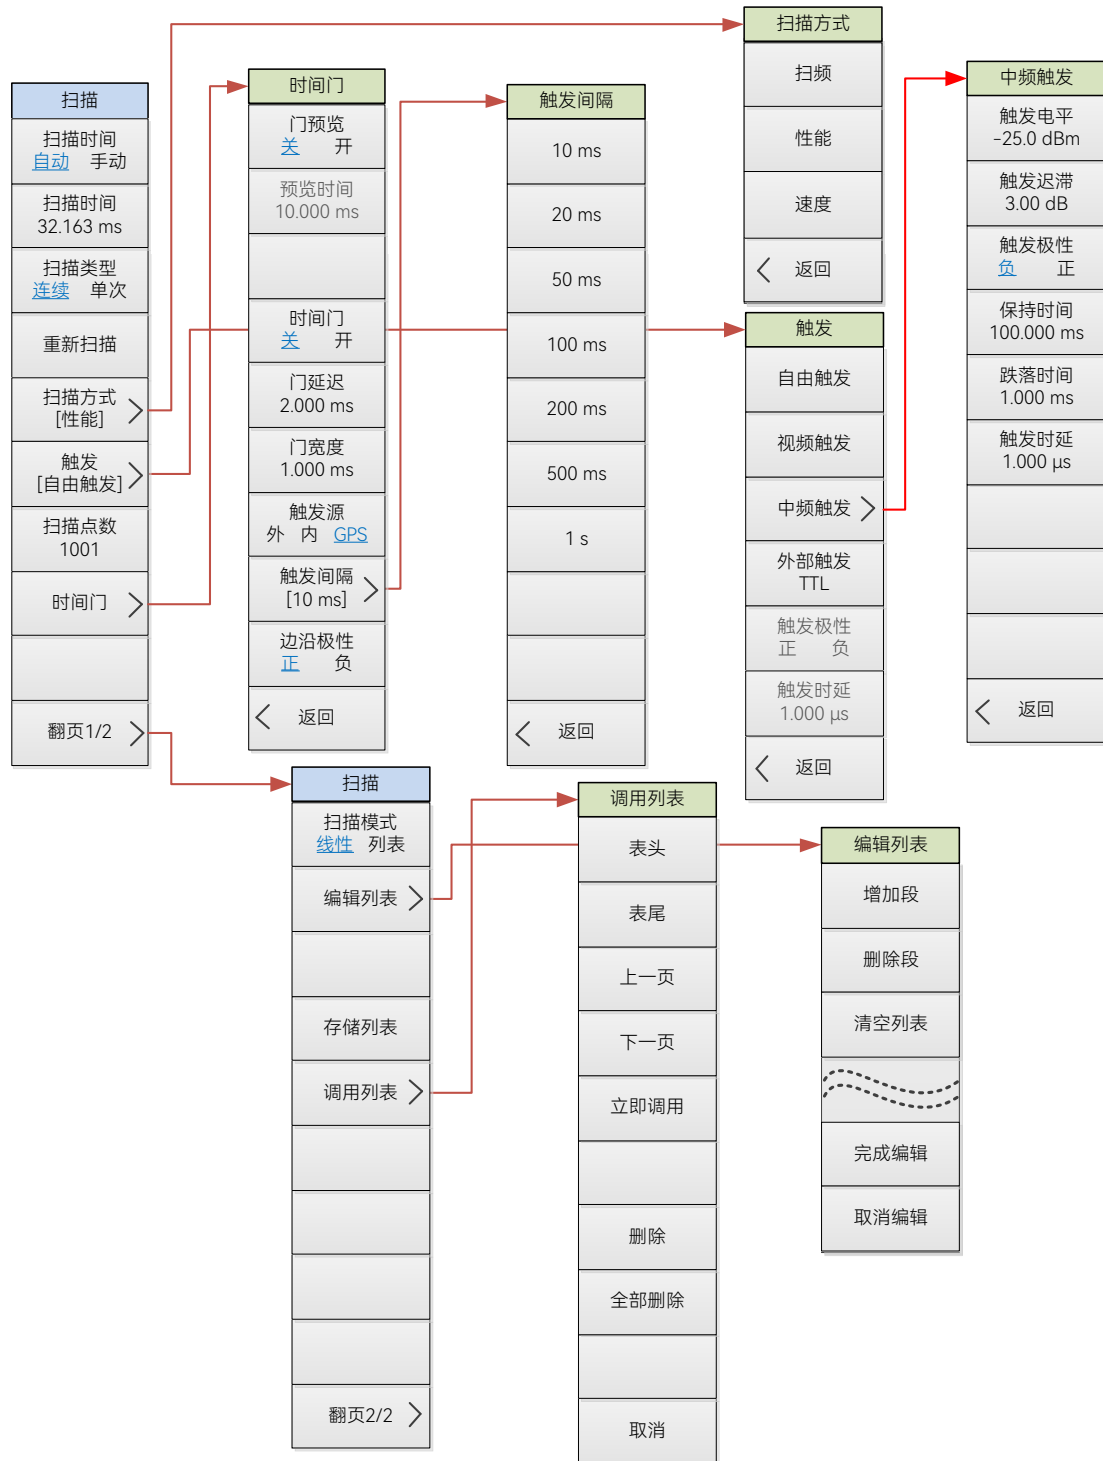 扫描
扫描时间
自动 手动
扫描时间
32.163 ms
扫描类型
连续 单次
重新扫描
扫描方式
[性能]
触发
[自由触发]
扫描点数
1001
时间门
翻页1/2
时间门
门预览
关 开
预览时间
10.000 ms
时间门
关 开
门延迟
2.000 ms
门宽度
1.000 ms
触发源
外 内 GPS
触发间隔
[10 ms]
边沿极性
正 负
返回
触发间隔
10 ms
20 ms
50 ms
100 ms
200 ms
500 ms
1 s
返回
扫描方式
扫频
性能
速度
返回
触发
自由触发
视频触发
中频触发
外部触发
TTL
触发极性
正 负
触发时延
1.000 μs
返回
中频触发
触发电平
-25.0 dBm
触发迟滞
3.00 dB
触发极性
负 正
保持时间
100.000 ms
跌落时间
1.000 ms
触发时延
1.000 μs
返回
扫描
扫描模式
线性 列表
编辑列表
存储列表
调用列表
翻页2/2
调用列表
表头
表尾
上一页
下一页
立即调用
删除
全部删除
取消
编辑列表
增加段
删除段
清空列表
完成编辑
取消编辑